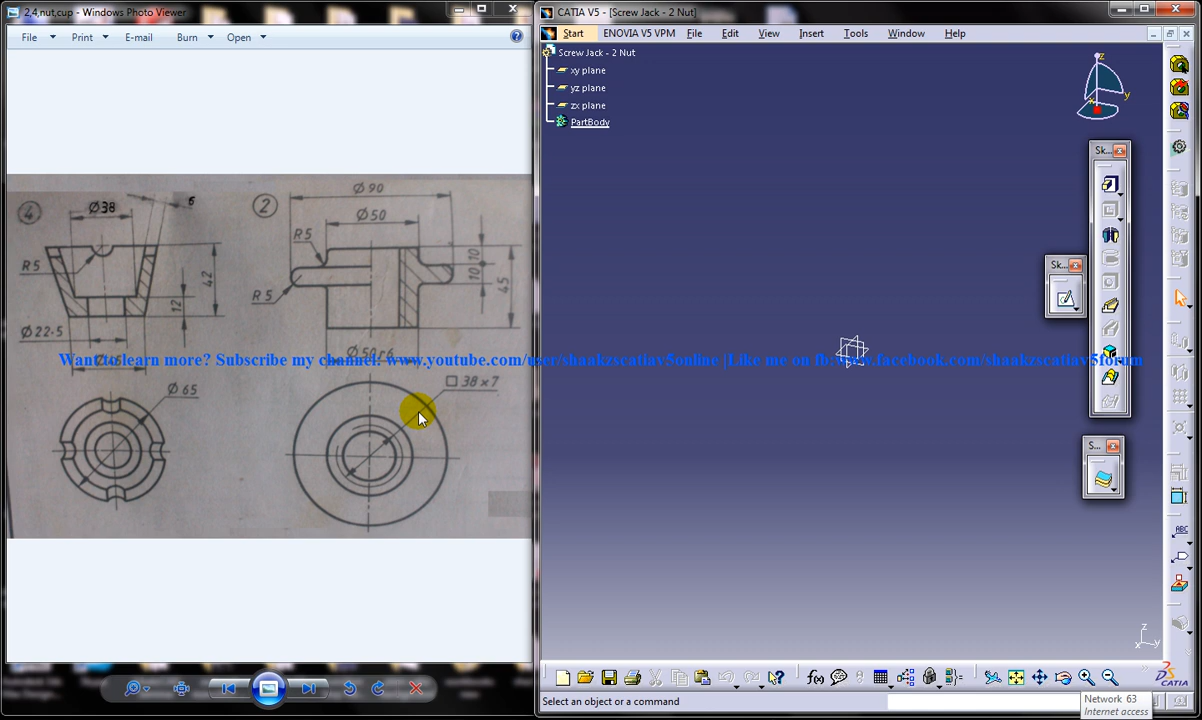 2,4,nut,cup - Windows Photo Viewer
File Print E-mail Burn Open
4
Ø38
6
R5
42
12
Ø22.5
Ø65
2
Ø90
Ø50
R5
R5
10
10
45
□ 38×7
Want to learn more? Subscribe my channel: www.youtube.com/user/shaakzscatiav5online |Like me on fb:www.facebook.com/shaakzscatiav5forum
CATIA V5 - [Screw Jack - 2 Nut]
Start ENOVIA V5 VPM File Edit View Insert Tools Window Help
Screw Jack - 2 Nut
xy plane
yz plane
zx plane
PartBody
z
y
Sk...
Sk...
S...
ABC
z
y
f(x)
CATIA
Select an object or a command
Network 63
Internet access